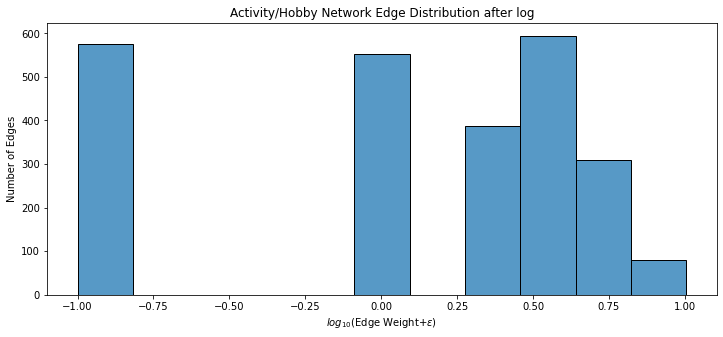 Activity/Hobby Network Edge Distribution after log
600
500
400
300
200
100
0
Number of Edges
−1.00 −0.75 −0.50 −0.25 0.00 0.25 0.50 0.75 1.00
log₁₀(Edge Weight+ε)